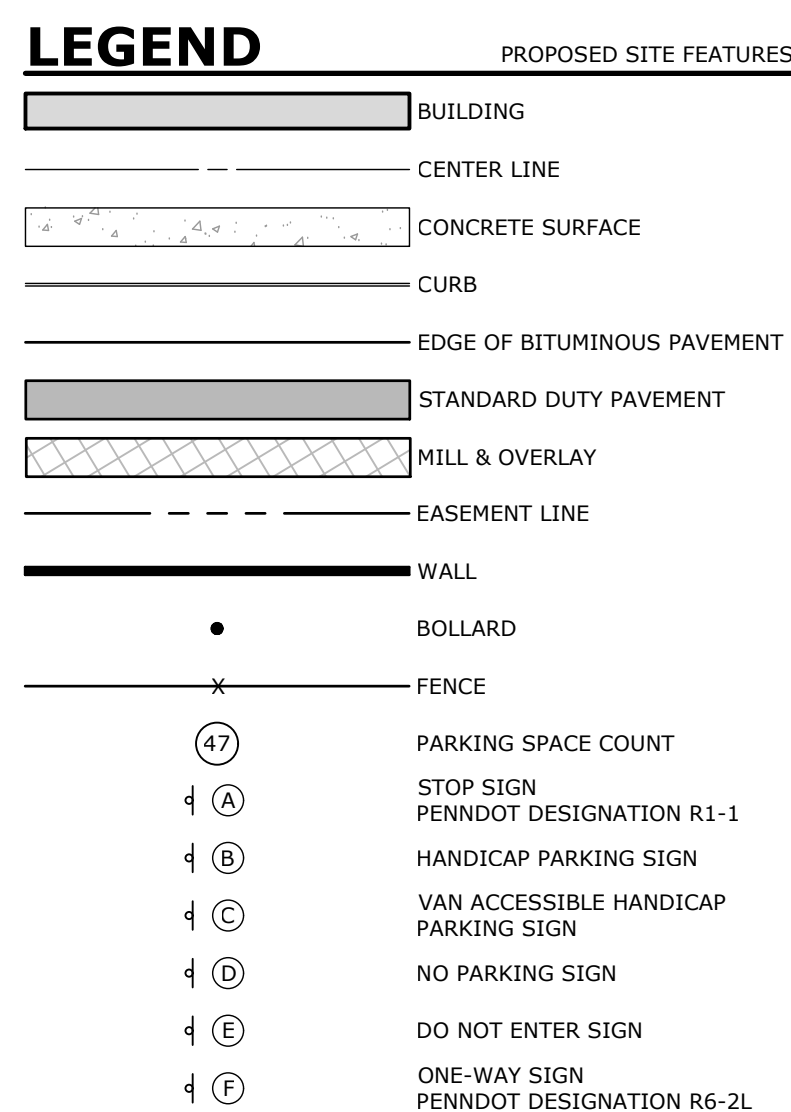 LEGEND
PROPOSED SITE FEATURES
BUILDING
CENTER LINE
CONCRETE SURFACE
CURB
EDGE OF BITUMINOUS PAVEMENT
STANDARD DUTY PAVEMENT
MILL & OVERLAY
EASEMENT LINE
WALL
BOLLARD
X FENCE
47 PARKING SPACE COUNT
A STOP SIGN
PENNDOT DESIGNATION R1-1
B HANDICAP PARKING SIGN
C VAN ACCESSIBLE HANDICAP
PARKING SIGN
D NO PARKING SIGN
E DO NOT ENTER SIGN
F ONE-WAY SIGN
PENNDOT DESIGNATION R6-2L